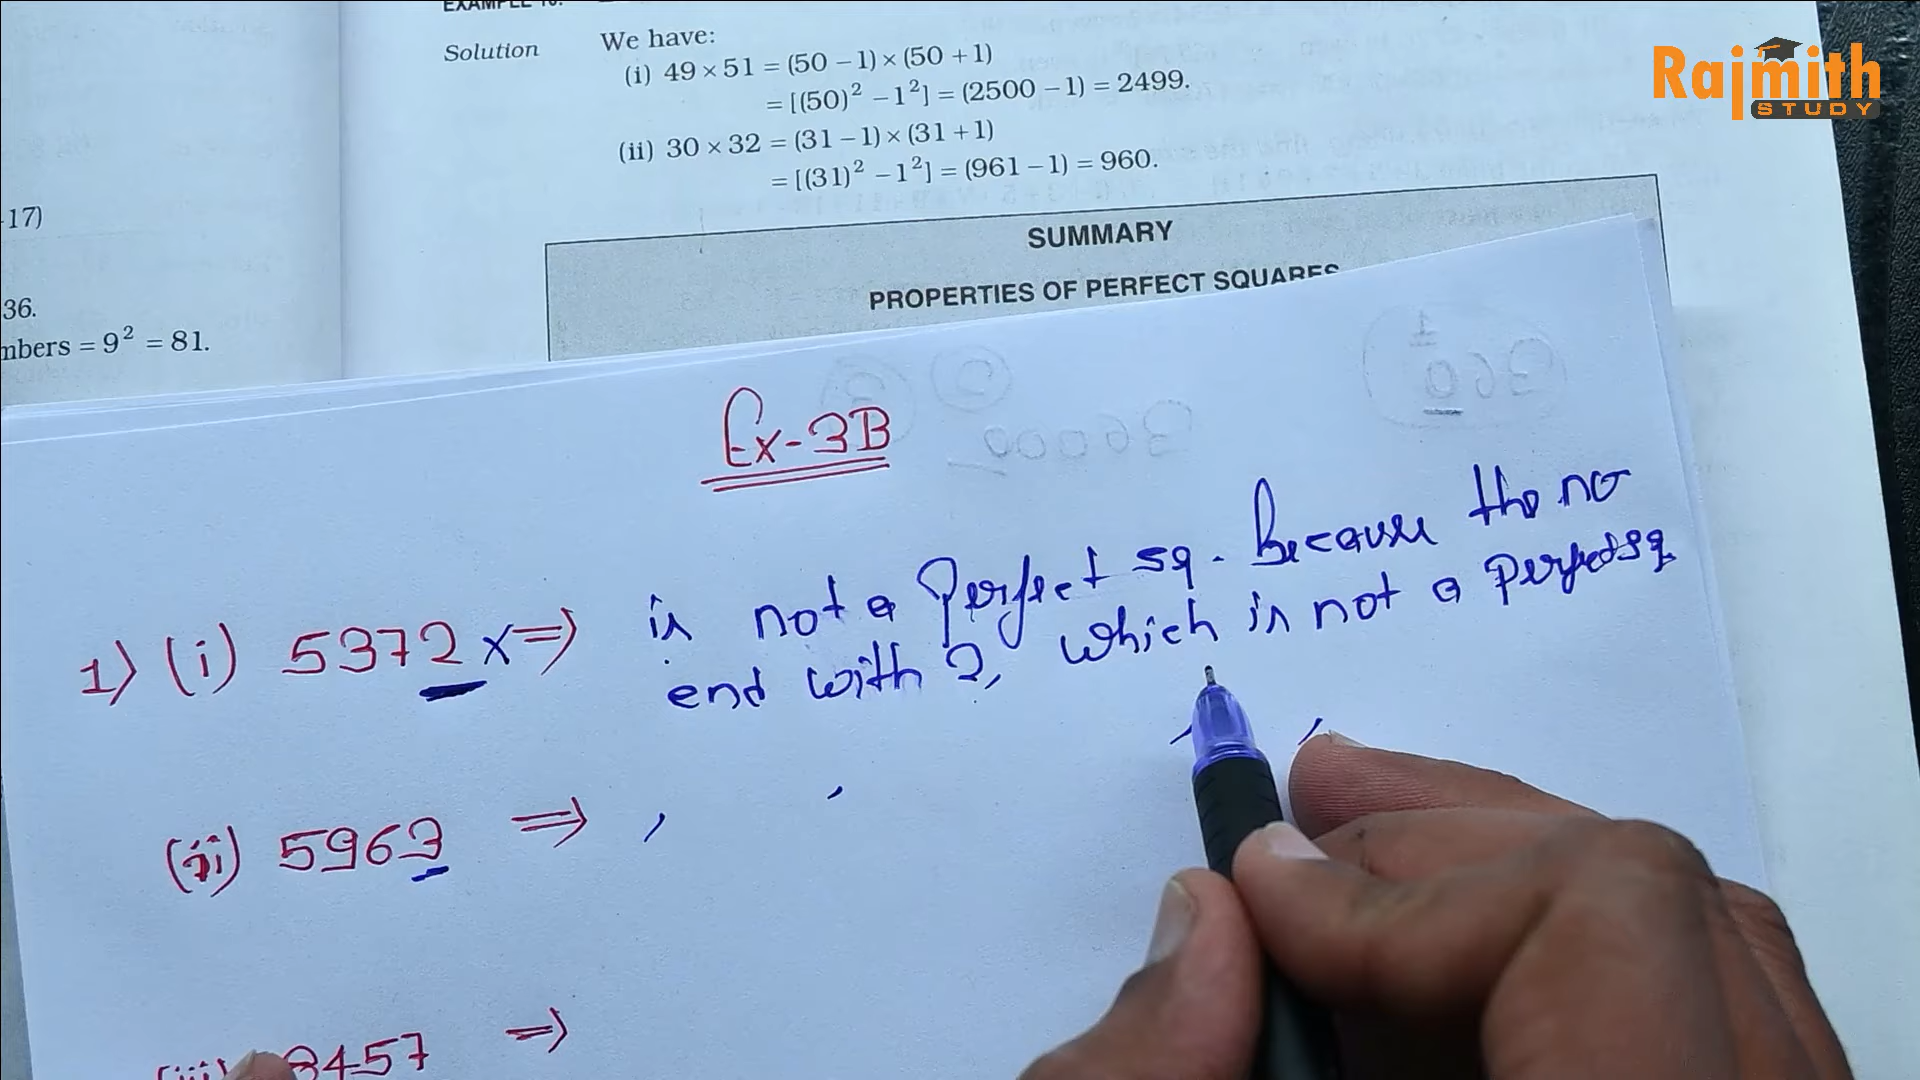 EXAMPLE 10.
Solution We have:
(i) 49 × 51 = (50 − 1) × (50 + 1)
= [(50)² − 1²] = (2500 − 1) = 2499.
(ii) 30 × 32 = (31 − 1) × (31 + 1)
= [(31)² − 1²] = (961 − 1) = 960.
Rajmith
STUDY
-17)
36.
mbers = 9² = 81.
SUMMARY
PROPERTIES OF PERFECT SQUARES
Ex-3B
1) (i) 5372 x ⇒ is not a Perfect sq. Because the no
end with 2, which is not a perfect sq
(ii) 5963 ⇒ , ,
(iii) 8457 ⇒